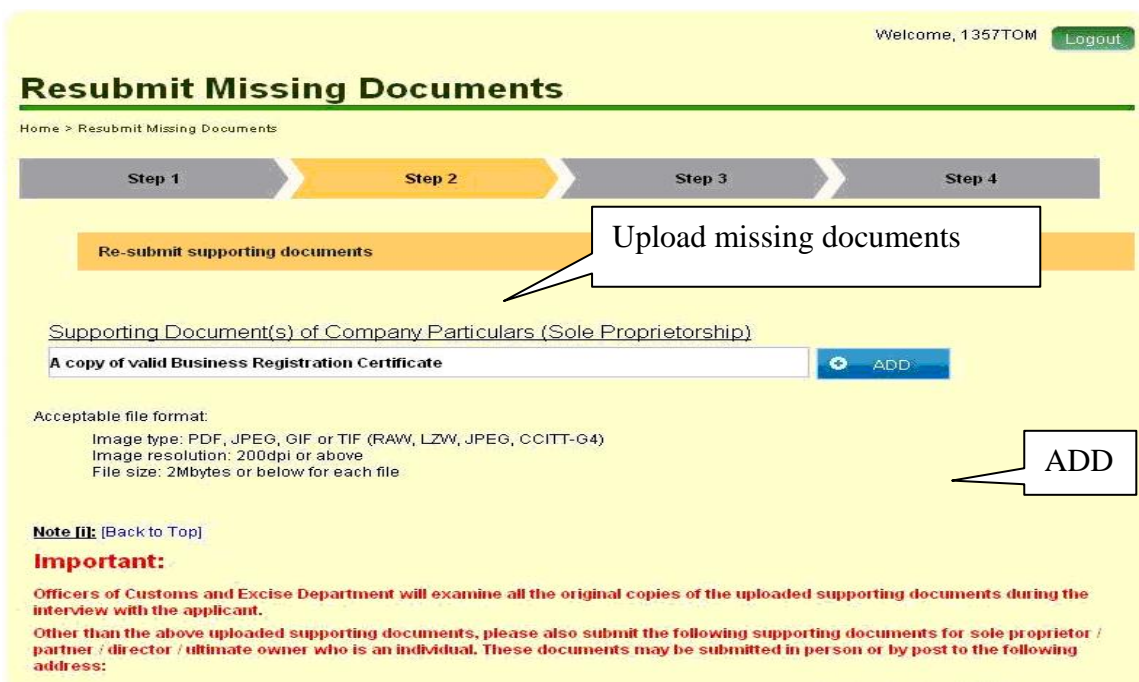 Welcome, 1357TOM Logout
Resubmit Missing Documents
Home > Resubmit Missing Documents
Step 1 Step 2 Step 3 Step 4
Upload missing documents
Re-submit supporting documents
Supporting Document(s) of Company Particulars (Sole Proprietorship)
A copy of valid Business Registration Certificate ADD
Acceptable file format:
Image type: PDF, JPEG, GIF or TIF (RAW, LZW, JPEG, CCITT-G4)
Image resolution: 200dpi or above
File size: 2Mbytes or below for each file
ADD
Note [i]: [Back to Top]
Important:
Officers of Customs and Excise Department will examine all the original copies of the uploaded supporting documents during the
interview with the applicant.
Other than the above uploaded supporting documents, please also submit the following supporting documents for sole proprietor /
partner / director / ultimate owner who is an individual. These documents may be submitted in person or by post to the following
address: